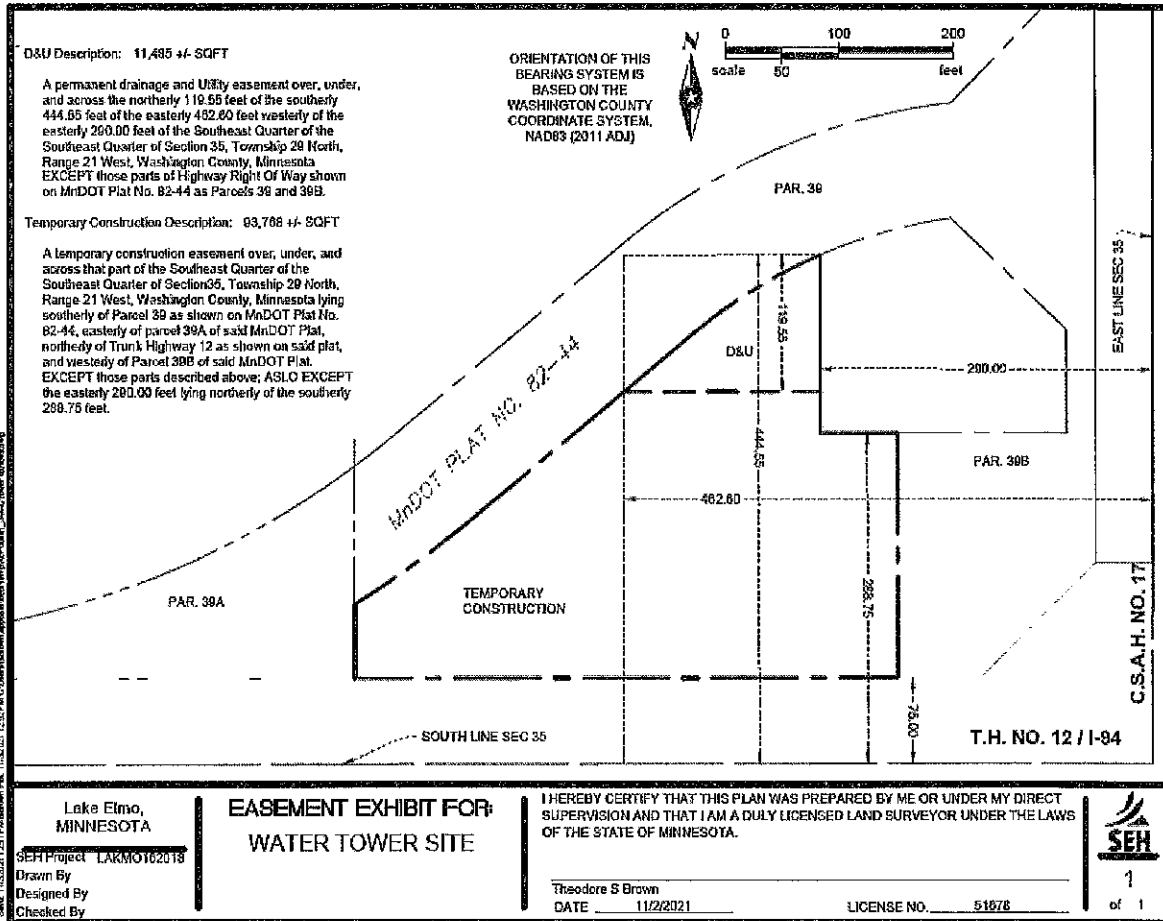 D&U Description: 11,485 +/- SQFT
A permanent drainage and Utility easement over, under,
and across the northerly 119.55 feet of the southerly
444.55 feet of the easterly 462.60 feet westerly of the
easterly 290.00 feet of the Southeast Quarter of the
Southeast Quarter of Section 35, Township 29 North,
Range 21 West, Washington County, Minnesota
EXCEPT those parts of Highway Right Of Way shown
on MnDOT Plat No. 82-44 as Parcels 39 and 39B.
Temporary Construction Description: 93,768 +/- SQFT
A temporary construction easement over, under, and
across that part of the Southeast Quarter of the
Southeast Quarter of Section35, Township 29 North,
Range 21 West, Washington County, Minnesota lying
southerly of Parcel 39 as shown on MnDOT Plat No.
82-44, easterly of parcel 39A of said MnDOT Plat,
northerly of Trunk Highway 12 as shown on said plat,
and westerly of Parcel 39B of said MnDOT Plat.
EXCEPT those parts described above; ASLO EXCEPT
the easterly 290.00 feet lying northerly of the southerly
288.75 feet.
ORIENTATION OF THIS
BEARING SYSTEM IS
BASED ON THE
WASHINGTON COUNTY
COORDINATE SYSTEM,
NAD83 (2011 ADJ)
N
0 100 200
scale 50 feet
PAR. 39
EAST LINE SEC 35
119.55
D&U
290.00
MnDOT PLAT NO. 82-44
444.55
PAR. 39B
462.60
288.75
TEMPORARY
CONSTRUCTION
PAR. 39A
C.S.A.H. NO. 17
75.00
SOUTH LINE SEC 35
T.H. NO. 12 / I-94
Lake Elmo,
MINNESOTA
SEH Project LAKMO162018
Drawn By
Designed By
Checked By
EASEMENT EXHIBIT FOR:
WATER TOWER SITE
I HEREBY CERTIFY THAT THIS PLAN WAS PREPARED BY ME OR UNDER MY DIRECT
SUPERVISION AND THAT I AM A DULY LICENSED LAND SURVEYOR UNDER THE LAWS
OF THE STATE OF MINNESOTA.
Theodore S Brown
DATE 11/2/2021 LICENSE NO. 51678
SEH
1
of 1